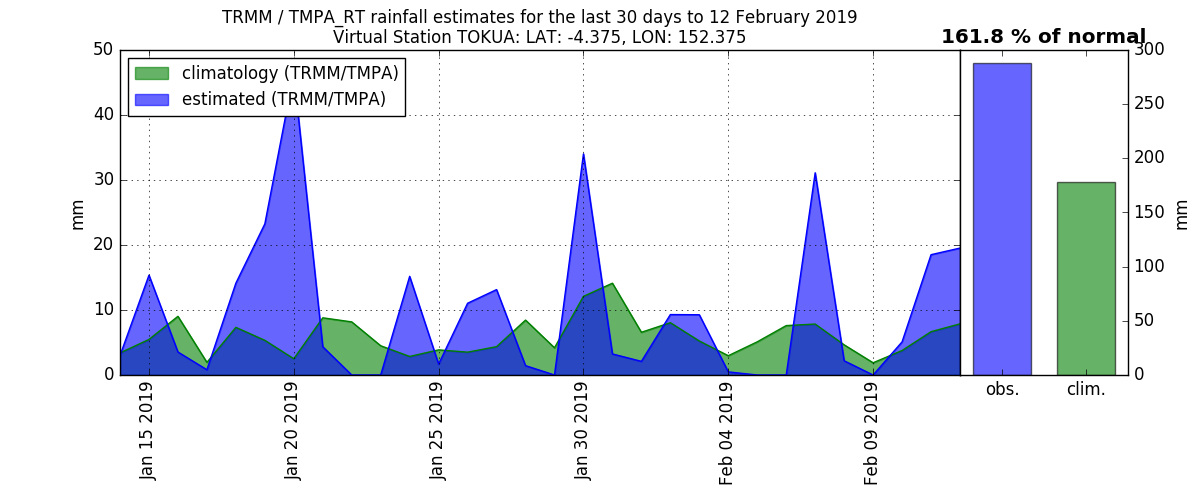 TRMM / TMPA_RT rainfall estimates for the last 30 days to 12 February 2019
Virtual Station TOKUA: LAT: -4.375, LON: 152.375
161.8 % of normal
climatology (TRMM/TMPA)
estimated (TRMM/TMPA)
50
40
30
20
10
0
mm
Jan 15 2019
Jan 20 2019
Jan 25 2019
Jan 30 2019
Feb 04 2019
Feb 09 2019
300
250
200
150
100
50
0
mm
obs.
clim.